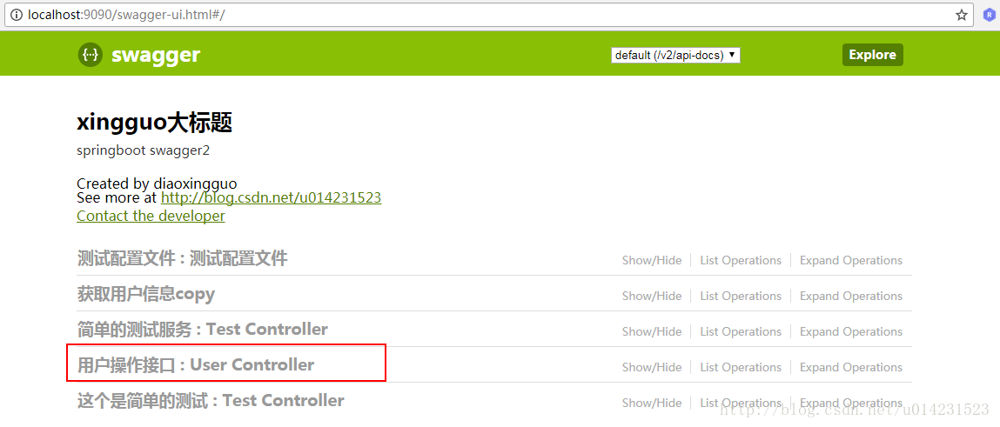 localhost:9090/swagger-ui.html#/
{···} swagger default (/v2/api-docs) ▼ Explore
xingguo大标题
springboot swagger2
Created by diaoxingguo
See more at http://blog.csdn.net/u014231523
Contact the developer
测试配置文件 : 测试配置文件 Show/Hide List Operations Expand Operations
获取用户信息copy Show/Hide List Operations Expand Operations
简单的测试服务 : Test Controller Show/Hide List Operations Expand Operations
用户操作接口 : User Controller Show/Hide List Operations Expand Operations
这个是简单的测试 : Test Controller Show/Hide List Operations Expand Operations
http://blog.csdn.net/u014231523